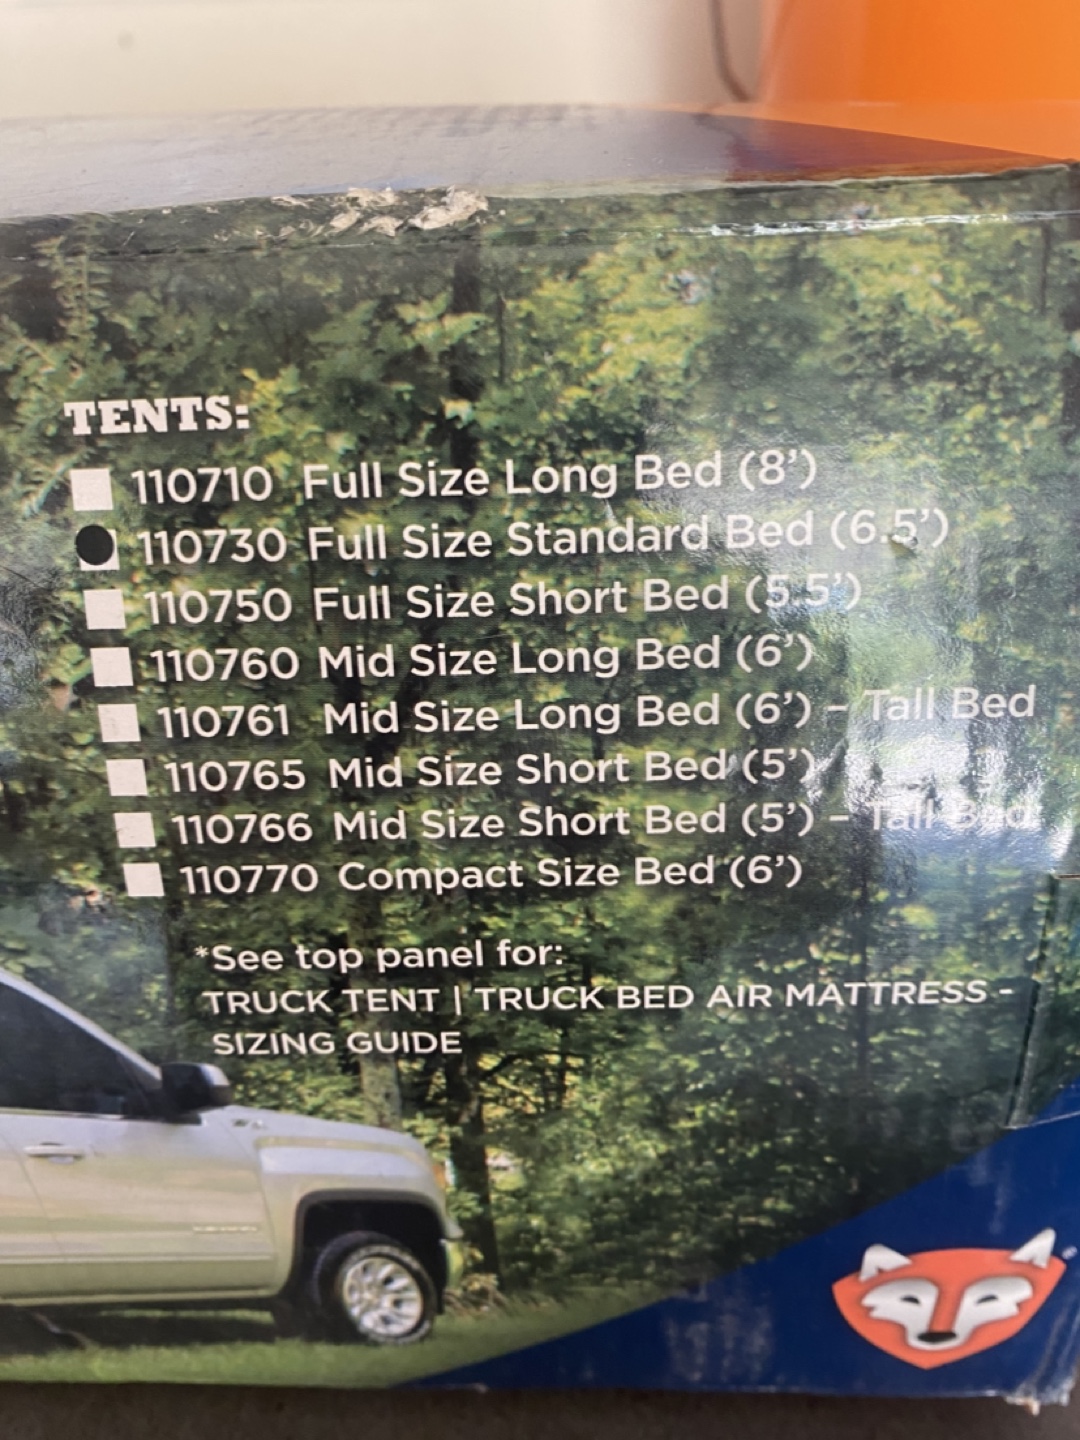 TENTS:
110710 Full Size Long Bed (8')
110730 Full Size Standard Bed (6.5')
110750 Full Size Short Bed (5.5')
110760 Mid Size Long Bed (6')
110761 Mid Size Long Bed (6') – Tall Bed
110765 Mid Size Short Bed (5')
110766 Mid Size Short Bed (5') – Tall Bed
110770 Compact Size Bed (6')
*See top panel for:
TRUCK TENT | TRUCK BED AIR MATTRESS -
SIZING GUIDE
®